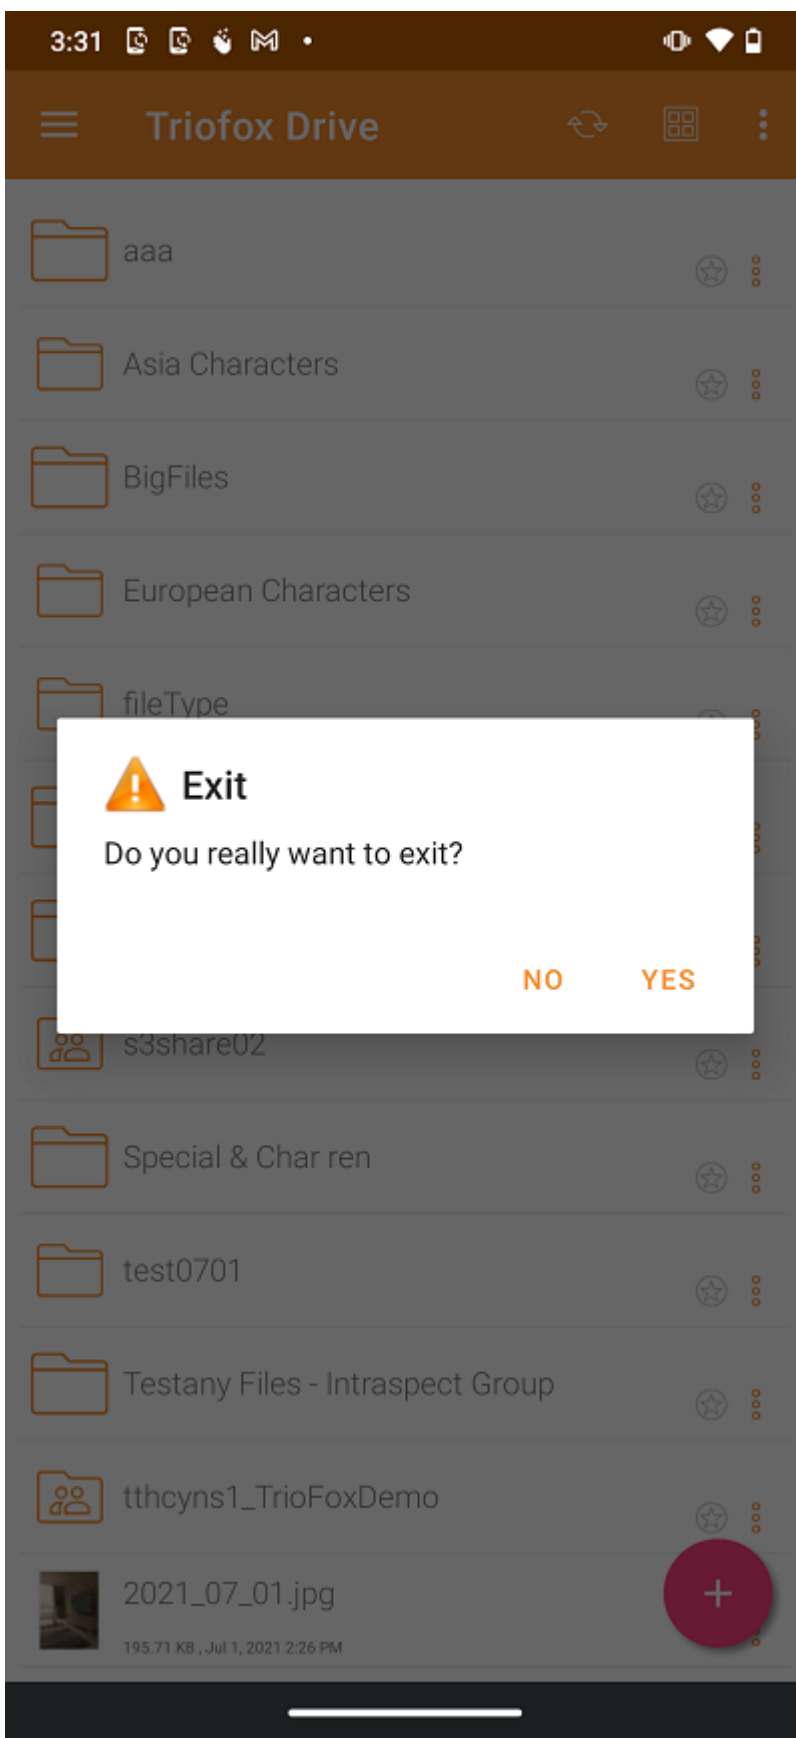 3:31
Triofox Drive
aaa
Asia Characters
BigFiles
European Characters
fileType
Exit
Do you really want to exit?
NO YES
s3share02
Special & Char ren
test0701
Testany Files - Intraspect Group
tthcyns1_TrioFoxDemo
2021_07_01.jpg
195.71 KB , Jul 1, 2021 2:26 PM